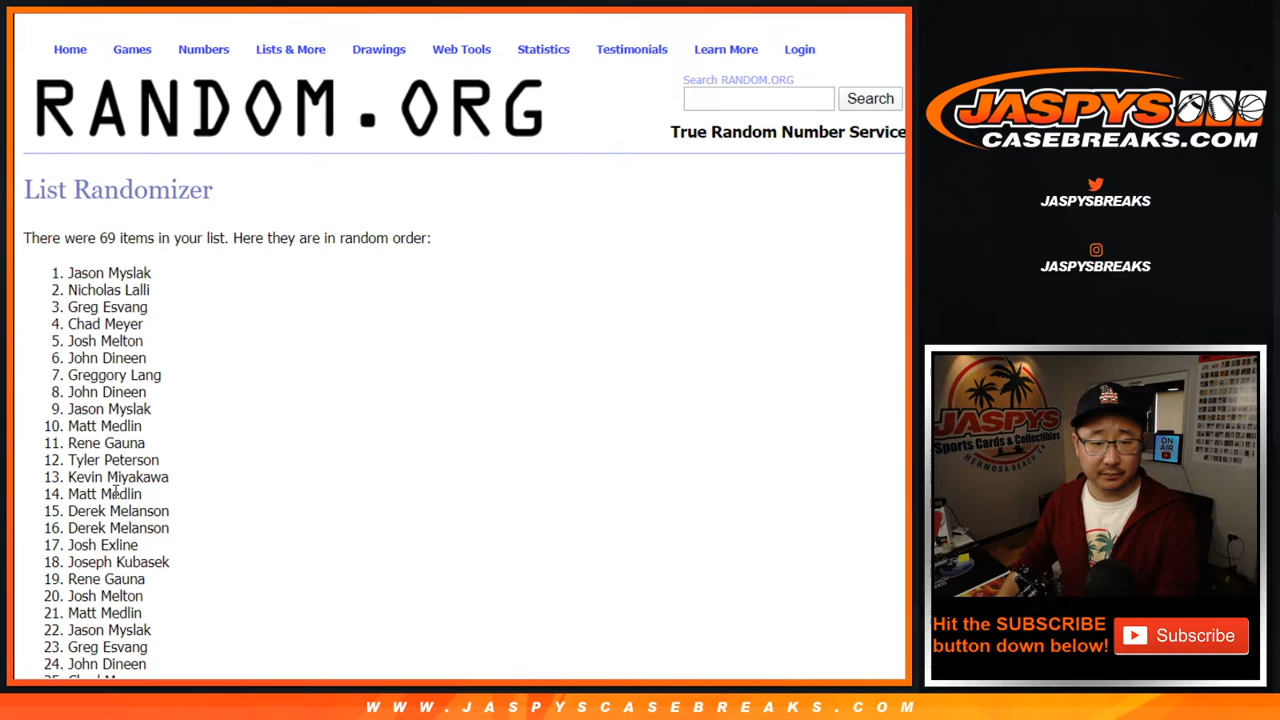 Home Games Numbers Lists & More Drawings Web Tools Statistics Testimonials Learn More Login
RANDOM.ORG
Search RANDOM.ORG
Search
True Random Number Service
List Randomizer
There were 69 items in your list. Here they are in random order:
1. Jason Myslak
2. Nicholas Lalli
3. Greg Esvang
4. Chad Meyer
5. Josh Melton
6. John Dineen
7. Greggory Lang
8. John Dineen
9. Jason Myslak
10. Matt Medlin
11. Rene Gauna
12. Tyler Peterson
13. Kevin Miyakawa
14. Matt Medlin
15. Derek Melanson
16. Derek Melanson
17. Josh Exline
18. Joseph Kubasek
19. Rene Gauna
20. Josh Melton
21. Matt Medlin
22. Jason Myslak
23. Greg Esvang
24. John Dineen
JASPYS
CASEBREAKS.COM
JASPYSBREAKS
JASPYSBREAKS
JASPYS
Sports Cards & Collectibles
HERMOSA BEACH, CA
ON AIR
Hit the SUBSCRIBE
button down below!
Subscribe
WWW.JASPYSCASEBREAKS.COM